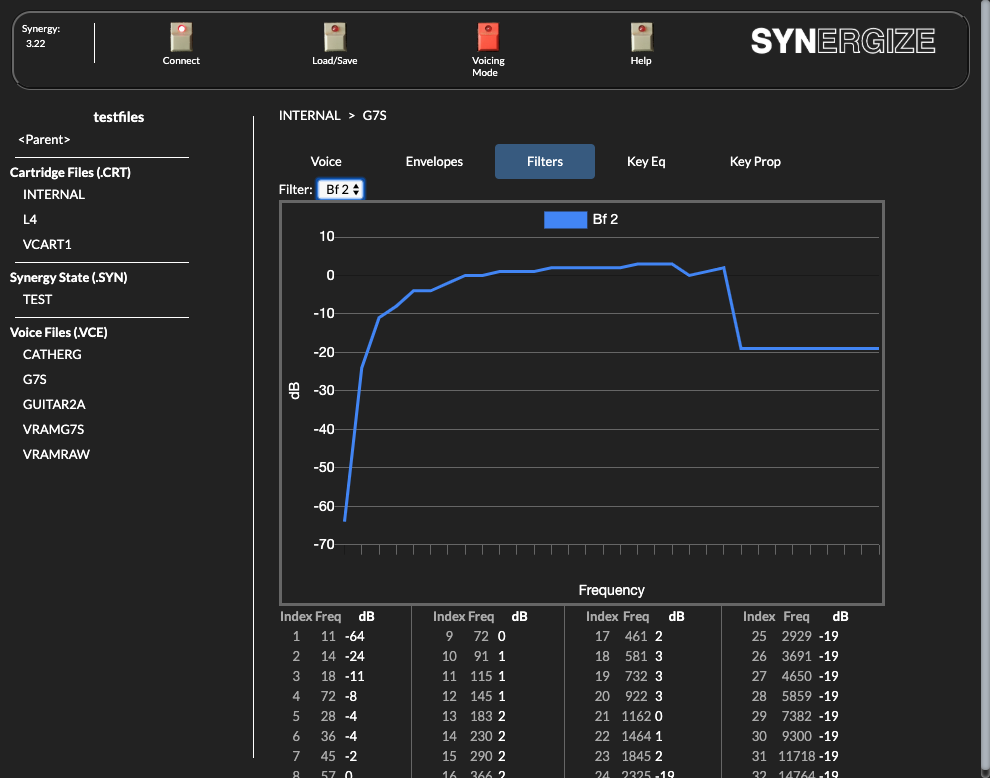 Synergy:
3.22
Connect
Load/Save
Voicing
Mode
Help
SYNERGIZE
testfiles
<Parent>
Cartridge Files (.CRT)
INTERNAL
L4
VCART1
Synergy State (.SYN)
TEST
Voice Files (.VCE)
CATHERG
G7S
GUITAR2A
VRAMG7S
VRAMRAW
INTERNAL > G7S
Voice Envelopes Filters Key Eq Key Prop
Filter: Bf 2
Bf 2
10
0
-10
-20
-30
-40
-50
-60
-70
dB
Frequency
Index Freq dB Index Freq dB Index Freq dB Index Freq dB
1 11 -64 9 72 0 17 461 2 25 2929 -19
2 14 -24 10 91 1 18 581 3 26 3691 -19
3 18 -11 11 115 1 19 732 3 27 4650 -19
4 72 -8 12 145 1 20 922 3 28 5859 -19
5 28 -4 13 183 2 21 1162 0 29 7382 -19
6 36 -4 14 230 2 22 1464 1 30 9300 -19
7 45 -2 15 290 2 23 1845 2 31 11718 -19
8 57 0 16 366 2 24 2325 -19 32 14764 -19